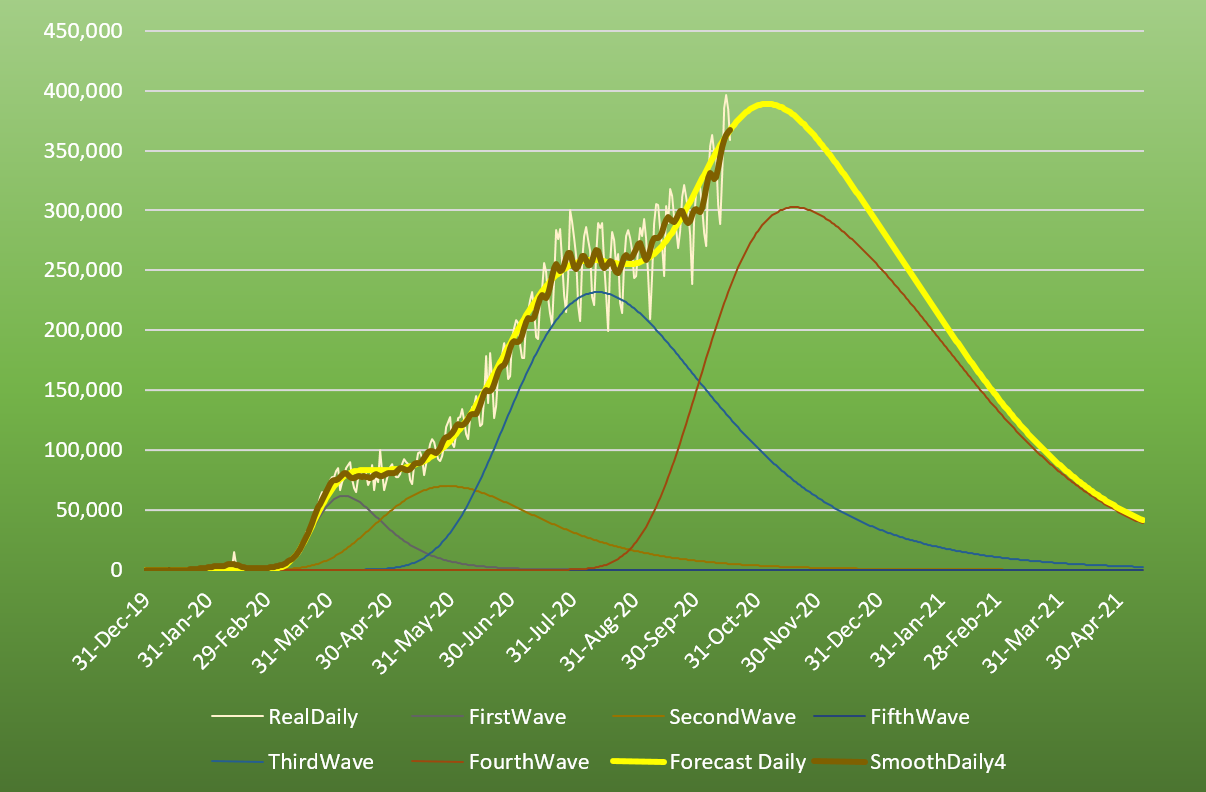 450,000
400,000
350,000
300,000
250,000
200,000
150,000
100,000
50,000
0
31-Dec-19
31-Jan-20
29-Feb-20
31-Mar-20
30-Apr-20
31-May-20
30-Jun-20
31-Jul-20
31-Aug-20
30-Sep-20
31-Oct-20
30-Nov-20
31-Dec-20
31-Jan-21
28-Feb-21
31-Mar-21
30-Apr-21
RealDaily FirstWave SecondWave FifthWave
ThirdWave FourthWave Forecast Daily SmoothDaily4